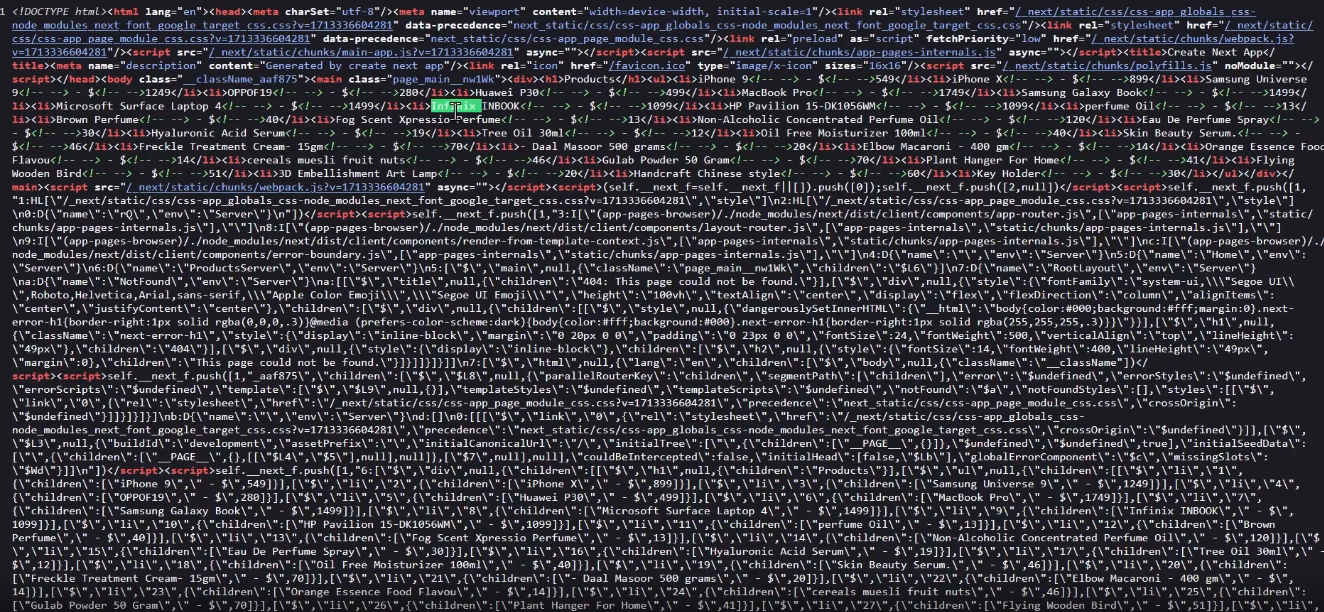 1 <!DOCTYPE html><html lang="en"><head><meta charSet="utf-8"/><meta name="viewport" content="width=device-width, initial-scale=1"/><link rel="stylesheet" href="/_next/static/css/css-app_globals_css-
node_modules_next_font_google_target_css.css?v=1713336604281" data-precedence="next_static/css/css-app_globals_css-node_modules_next_font_google_target_css.css"/><link rel="stylesheet" href="/_next/static/
css/css-app_page_module_css.css?v=1713336604281" data-precedence="next_static/css/css-app_page_module_css.css"/><link rel="preload" as="script" fetchPriority="low" href="/_next/static/chunks/webpack.js?
v=1713336604281"/><script src="/_next/static/chunks/main-app.js?v=1713336604281" async=""></script><script src="/_next/static/chunks/app-pages-internals.js" async=""></script><title>Create Next App</
title><meta name="description" content="Generated by create next app"/><link rel="icon" href="/favicon.ico" type="image/x-icon" sizes="16x16"/><script src="/_next/static/chunks/polyfills.js" noModule=""></
script></head><body class="__className_aaf875"><main class="page_main__nw1Wk"><div><h1>Products</h1><ul><li>iPhone 9<!-- --> - $<!-- -->549</li><li>iPhone X<!-- --> - $<!-- -->899</li><li>Samsung Universe
9<!-- --> - $<!-- -->1249</li><li>OPPOF19<!-- --> - $<!-- -->280</li><li>Huawei P30<!-- --> - $<!-- -->499</li><li>MacBook Pro<!-- --> - $<!-- -->1749</li><li>Samsung Galaxy Book<!-- --> - $<!-- -->1499</
li><li>Microsoft Surface Laptop 4<!-- --> - $<!-- -->1499</li><li>Infinix INBOOK<!-- --> - $<!-- -->1099</li><li>HP Pavilion 15-DK1056WM<!-- --> - $<!-- -->1099</li><li>perfume Oil<!-- --> - $<!-- -->13</
li><li>Brown Perfume<!-- --> - $<!-- -->40</li><li>Fog Scent Xpressio Perfume<!-- --> - $<!-- -->13</li><li>Non-Alcoholic Concentrated Perfume Oil<!-- --> - $<!-- -->120</li><li>Eau De Perfume Spray<!-- -->
- $<!-- -->30</li><li>Hyaluronic Acid Serum<!-- --> - $<!-- -->19</li><li>Tree Oil 30ml<!-- --> - $<!-- -->12</li><li>Oil Free Moisturizer 100ml<!-- --> - $<!-- -->40</li><li>Skin Beauty Serum.<!-- -->
- $<!-- -->46</li><li>Freckle Treatment Cream- 15gm<!-- --> - $<!-- -->70</li><li>- Daal Masoor 500 grams<!-- --> - $<!-- -->20</li><li>Elbow Macaroni - 400 gm<!-- --> - $<!-- -->14</li><li>Orange Essence Food
Flavou<!-- --> - $<!-- -->14</li><li>cereals muesli fruit nuts<!-- --> - $<!-- -->46</li><li>Gulab Powder 50 Gram<!-- --> - $<!-- -->70</li><li>Plant Hanger For Home<!-- --> - $<!-- -->41</li><li>Flying
Wooden Bird<!-- --> - $<!-- -->51</li><li>3D Embellishment Art Lamp<!-- --> - $<!-- -->20</li><li>Handcraft Chinese style<!-- --> - $<!-- -->60</li><li>Key Holder<!-- --> - $<!-- -->30</li></ul></div></
main><script src="/_next/static/chunks/webpack.js?v=1713336604281" async=""></script><script>(self.__next_f=self.__next_f||[]).push([0]);self.__next_f.push([2,null])</script><script>self.__next_f.push([1,
"1:HL[\"/_next/static/css/css-app_globals_css-node_modules_next_font_google_target_css.css?v=1713336604281\",\"style\"]\n2:HL[\"/_next/static/css/css-app_page_module_css.css?v=1713336604281\",\"style\"]
\n0:D{\"name\":\"rQ\",\"env\":\"Server\"}\n"])</script><script>self.__next_f.push([1,"3:I[\"(app-pages-browser)/./node_modules/next/dist/client/components/app-router.js\",[\"app-pages-internals\",\"static/
chunks/app-pages-internals.js\"],\"\"]\n8:I[\"(app-pages-browser)/./node_modules/next/dist/client/components/layout-router.js\",[\"app-pages-internals\",\"static/chunks/app-pages-internals.js\"],\"\"]
\n9:I[\"(app-pages-browser)/./node_modules/next/dist/client/components/render-from-template-context.js\",[\"app-pages-internals\",\"static/chunks/app-pages-internals.js\"],\"\"]\nc:I[\"(app-pages-browser)/./
node_modules/next/dist/client/components/error-boundary.js\",[\"app-pages-internals\",\"static/chunks/app-pages-internals.js\"],\"\"]\n4:D{\"name\":\"\",\"env\":\"Server\"}\n5:D{\"name\":\"Home\",\"env\":
\"Server\"}\n6:D{\"name\":\"ProductsServer\",\"env\":\"Server\"}\n5:[\"$\",\"main\",null,{\"className\":\"page_main__nw1Wk\",\"children\":\"$L6\"}]\n7:D{\"name\":\"RootLayout\",\"env\":\"Server\"}
\na:D{\"name\":\"NotFound\",\"env\":\"Server\"}\na:[[\"$\",\"title\",null,{\"children\":\"404: This page could not be found.\"}],[\"$\",\"div\",null,{\"style\":{\"fontFamily\":\"system-ui,\\\"Segoe UI\\
\",Roboto,Helvetica,Arial,sans-serif,\\\"Apple Color Emoji\\\",\\\"Segoe UI Emoji\\\"\",\"height\":\"100vh\",\"textAlign\":\"center\",\"display\":\"flex\",\"flexDirection\":\"column\",\"alignItems\":
\"center\",\"justifyContent\":\"center\"},\"children\":[\"$\",\"div\",null,{\"children\":[[\"$\",\"style\",null,{\"dangerouslySetInnerHTML\":{\"__html\":\"body{color:#000;background:#fff;margin:0}.next-
error-h1{border-right:1px solid rgba(0,0,0,.3)}@media (prefers-color-scheme:dark){body{color:#fff;background:#000}.next-error-h1{border-right:1px solid rgba(255,255,255,.3)}}\"}}],[\"$\",\"h1\",null,
{\"className\":\"next-error-h1\",\"style\":{\"display\":\"inline-block\",\"margin\":\"0 20px 0 0\",\"padding\":\"0 23px 0 0\",\"fontSize\":24,\"fontWeight\":500,\"verticalAlign\":\"top\",\"lineHeight\":
\"49px\"},\"children\":\"404\"}],[\"$\",\"div\",null,{\"style\":{\"display\":\"inline-block\"},\"children\":[\"$\",\"h2\",null,{\"style\":{\"fontSize\":14,\"fontWeight\":400,\"lineHeight\":\"49px\",
\"margin\":0},\"children\":\"This page could not be found.\"}]}]]}]}]]\n7:[\"$\",\"html\",null,{\"lang\":\"en\",\"children\":[\"$\",\"body\",null,{\"className\":\"__className"])</
script><script>self.__next_f.push([1,"_aaf875\",\"children\":[\"$\",\"$L8\",null,{\"parallelRouterKey\":\"children\",\"segmentPath\":[\"children\"],\"error\":\"$undefined\",\"errorStyles\":\"$undefined\",
\"errorScripts\":\"$undefined\",\"template\":[\"$\",\"$L9\",null,{}],\"templateStyles\":\"$undefined\",\"templateScripts\":\"$undefined\",\"notFound\":\"$a\",\"notFoundStyles\":[],\"styles\":[[\"$\",
\"link\",\"0\",{\"rel\":\"stylesheet\",\"href\":\"/_next/static/css/css-app_page_module_css.css?v=1713336604281\",\"precedence\":\"next_static/css/css-app_page_module_css.css\",\"crossOrigin\":
\"$undefined\"}]]}]}]}]\nb:D{\"name\":\"\",\"env\":\"Server\"}\nd:[]\n0:[[[\"$\",\"link\",\"0\",{\"rel\":\"stylesheet\",\"href\":\"/_next/static/css/css-app_globals_css-
node_modules_next_font_google_target_css.css?v=1713336604281\",\"precedence\":\"next_static/css/css-app_globals_css-node_modules_next_font_google_target_css.css\",\"crossOrigin\":\"$undefined\"}]],[\"$\",
\"$L3\",null,{\"buildId\":\"development\",\"assetPrefix\":\"\",\"initialCanonicalUrl\":\"/\",\"initialTree\":[\"\",{\"children\":[\"__PAGE__\",{}]},\"$undefined\",\"$undefined\",true],\"initialSeedData\":
[\"\",{\"children\":[\"__PAGE__\",{},[[\"$L4\",\"$5\"],null],null]},[\"$7\",null],null],\"couldBeIntercepted\":false,\"initialHead\":[false,\"$Lb\"],\"globalErrorComponent\":\"$c\",\"missingSlots\":
\"$Wd\"}]]\n"])</script><script>self.__next_f.push([1,"6:[\"$\",\"div\",null,{\"children\":[[\"$\",\"h1\",null,{\"children\":\"Products\"}],[\"$\",\"ul\",null,{\"children\":[[\"$\",\"li\",\"1\",
{\"children\":[\"iPhone 9\",\" - $\",549]}],[\"$\",\"li\",\"2\",{\"children\":[\"iPhone X\",\" - $\",899]}],[\"$\",\"li\",\"3\",{\"children\":[\"Samsung Universe 9\",\" - $\",1249]}],[\"$\",\"li\",\"4\",
{\"children\":[\"OPPOF19\",\" - $\",280]}],[\"$\",\"li\",\"5\",{\"children\":[\"Huawei P30\",\" - $\",499]}],[\"$\",\"li\",\"6\",{\"children\":[\"MacBook Pro\",\" - $\",1749]}],[\"$\",\"li\",\"7\",
{\"children\":[\"Samsung Galaxy Book\",\" - $\",1499]}],[\"$\",\"li\",\"8\",{\"children\":[\"Microsoft Surface Laptop 4\",\" - $\",1499]}],[\"$\",\"li\",\"9\",{\"children\":[\"Infinix INBOOK\",\" - $\",
1099]}],[\"$\",\"li\",\"10\",{\"children\":[\"HP Pavilion 15-DK1056WM\",\" - $\",1099]}],[\"$\",\"li\",\"11\",{\"children\":[\"perfume Oil\",\" - $\",13]}],[\"$\",\"li\",\"12\",{\"children\":[\"Brown
Perfume\",\" - $\",40]}],[\"$\",\"li\",\"13\",{\"children\":[\"Fog Scent Xpressio Perfume\",\" - $\",13]}],[\"$\",\"li\",\"14\",{\"children\":[\"Non-Alcoholic Concentrated Perfume Oil\",\" - $\",120]}],[\"$
\",\"li\",\"15\",{\"children\":[\"Eau De Perfume Spray\",\" - $\",30]}],[\"$\",\"li\",\"16\",{\"children\":[\"Hyaluronic Acid Serum\",\" - $\",19]}],[\"$\",\"li\",\"17\",{\"children\":[\"Tree Oil 30ml\",\" -
$\",12]}],[\"$\",\"li\",\"18\",{\"children\":[\"Oil Free Moisturizer 100ml\",\" - $\",40]}],[\"$\",\"li\",\"19\",{\"children\":[\"Skin Beauty Serum.\",\" - $\",46]}],[\"$\",\"li\",\"20\",{\"children\":
[\"Freckle Treatment Cream- 15gm\",\" - $\",70]}],[\"$\",\"li\",\"21\",{\"children\":[\"- Daal Masoor 500 grams\",\" - $\",20]}],[\"$\",\"li\",\"22\",{\"children\":[\"Elbow Macaroni - 400 gm\",\" - $\",
14]}],[\"$\",\"li\",\"23\",{\"children\":[\"Orange Essence Food Flavou\",\" - $\",14]}],[\"$\",\"li\",\"24\",{\"children\":[\"cereals muesli fruit nuts\",\" - $\",46]}],[\"$\",\"li\",\"25\",{\"children\":
[\"Gulab Powder 50 Gram\",\" - $\",70]}],[\"$\",\"li\",\"26\",{\"children\":[\"Plant Hanger For Home\",\" - $\",41]}],[\"$\",\"li\",\"27\",{\"children\":[\"Flying Wooden Bird\",\" - $\",51]}],[\"$\",\"li\",